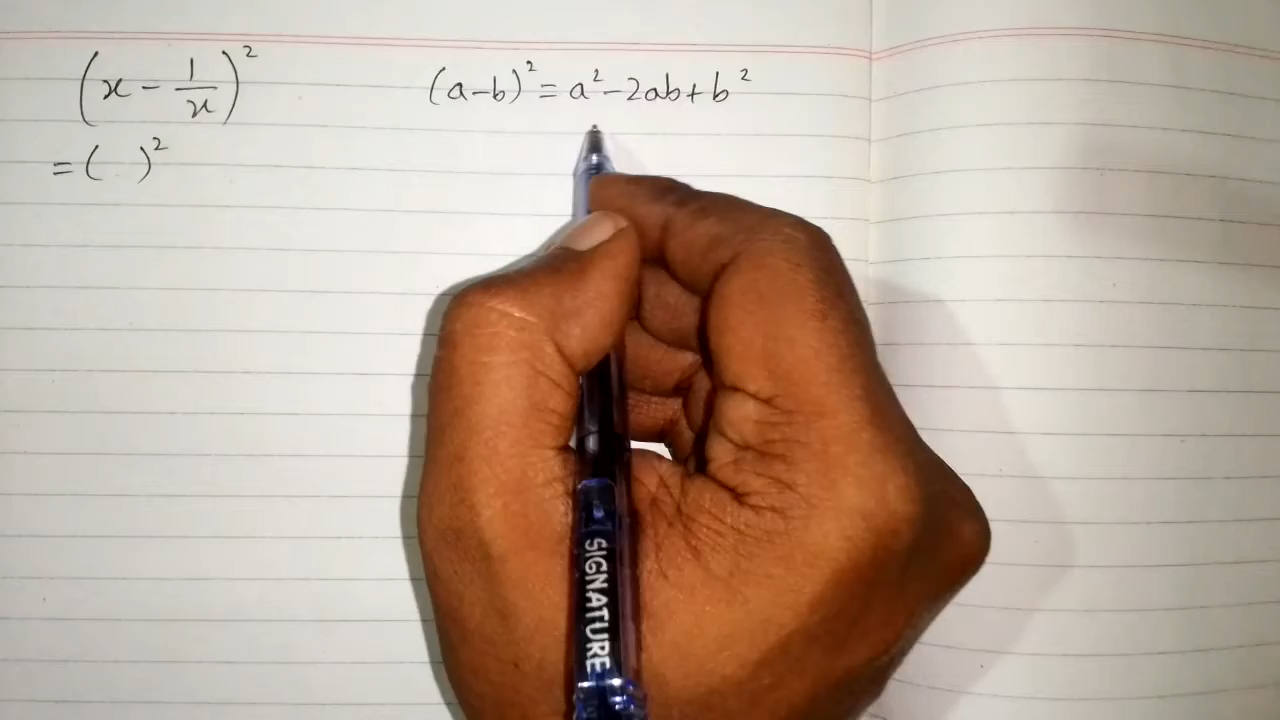 (x - 1/x)²
(a-b)² = a² - 2ab + b²
= ( )²
SIGNATURE